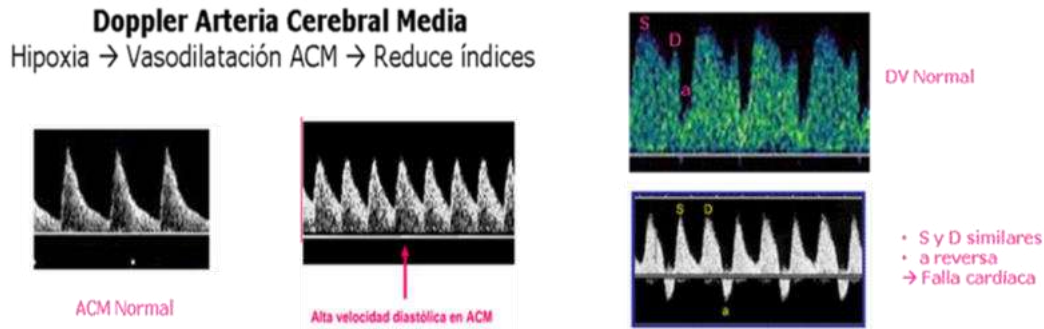 Doppler Arteria Cerebral Media
Hipoxia → Vasodilatación ACM → Reduce índices
ACM Normal
Alta velocidad diastólica en ACM
S
D
a
DV Normal
S D
a
• S y D similares
• a reversa
→ Falla cardíaca